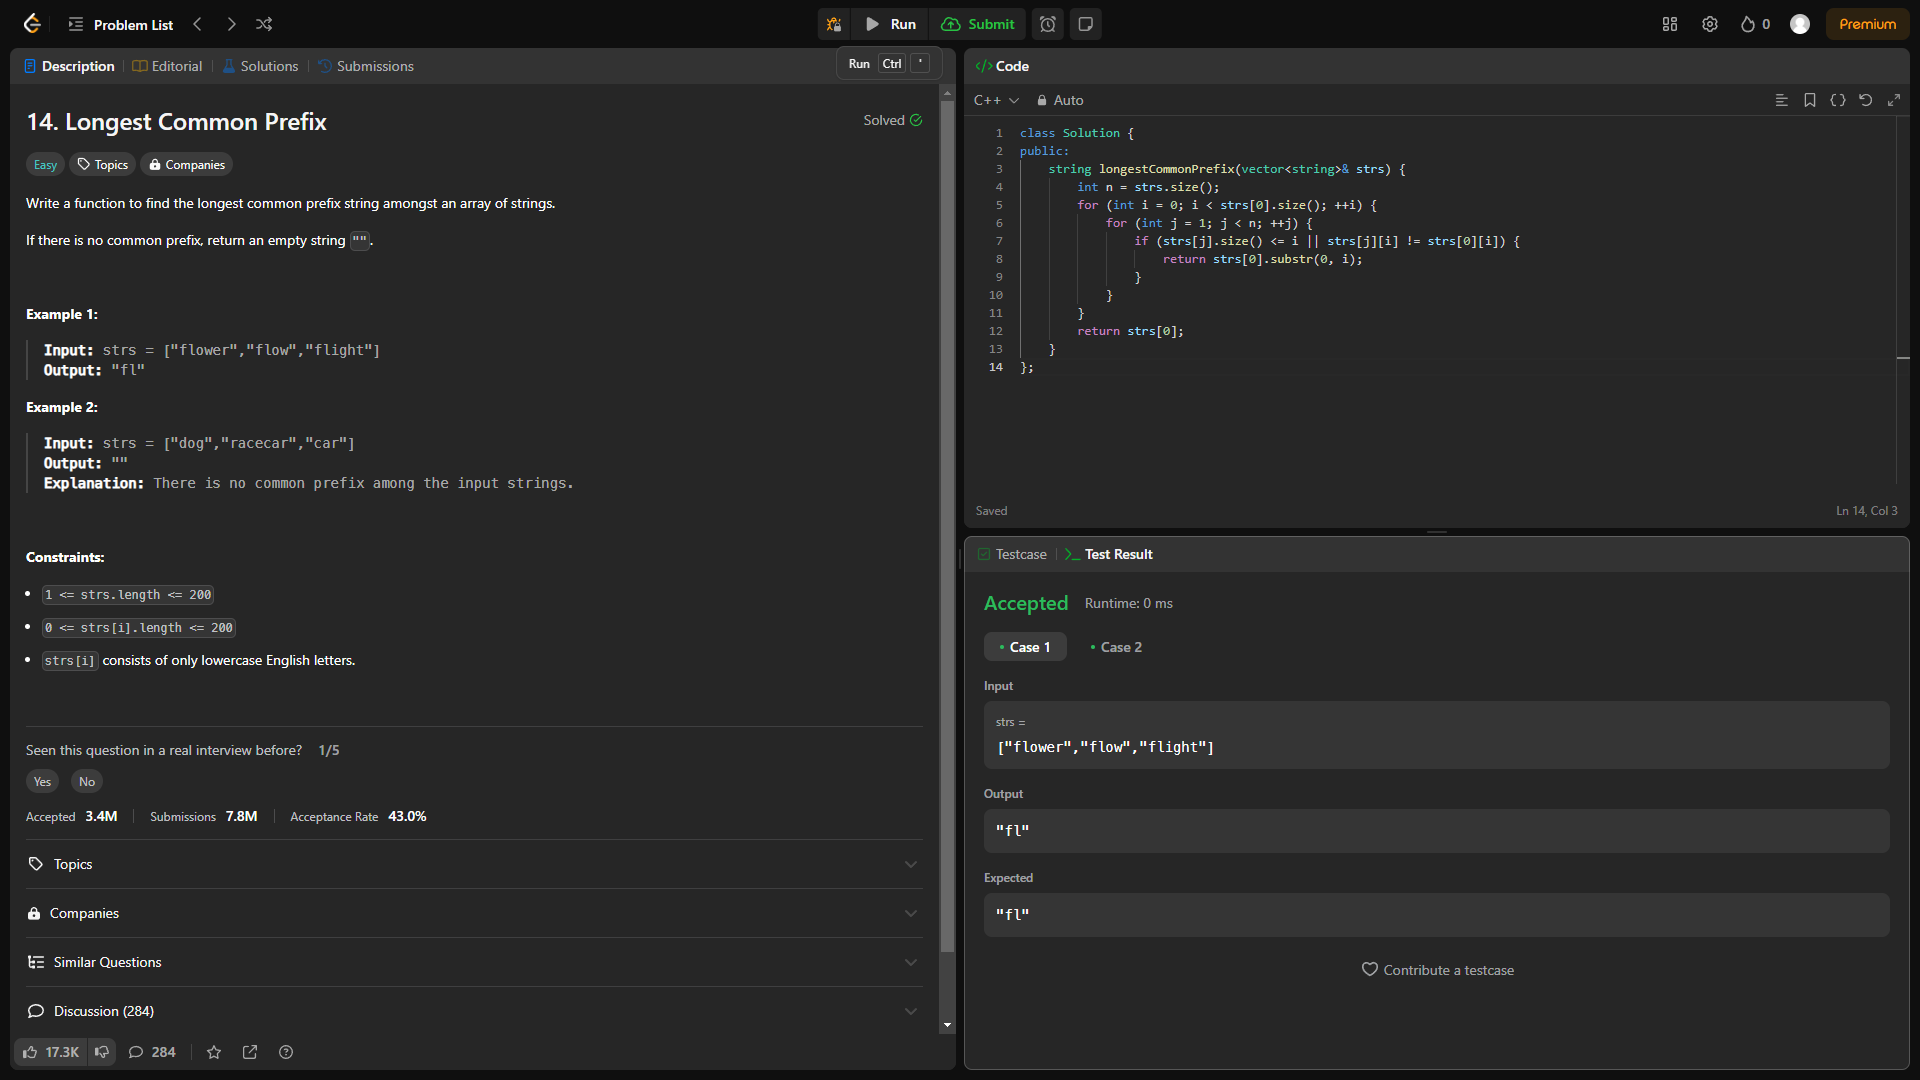 Problem List
Run
Submit
0
Premium
Description
Editorial
Solutions
Submissions
Run Ctrl '
14. Longest Common Prefix
Solved
Easy
Topics
Companies
Write a function to find the longest common prefix string amongst an array of strings.
If there is no common prefix, return an empty string "".
Example 1:
Input: strs = ["flower","flow","flight"]
Output: "fl"
Example 2:
Input: strs = ["dog","racecar","car"]
Output: ""
Explanation: There is no common prefix among the input strings.
Constraints:
• 1 <= strs.length <= 200
• 0 <= strs[i].length <= 200
• strs[i] consists of only lowercase English letters.
Seen this question in a real interview before? 1/5
Yes No
Accepted 3.4M Submissions 7.8M Acceptance Rate 43.0%
Topics
Companies
Similar Questions
Discussion (284)
17.3K
284
</> Code
C++ Auto
1 class Solution {
2 public:
3     string longestCommonPrefix(vector<string>& strs) {
4         int n = strs.size();
5         for (int i = 0; i < strs[0].size(); ++i) {
6             for (int j = 1; j < n; ++j) {
7                 if (strs[j].size() <= i || strs[j][i] != strs[0][i]) {
8                     return strs[0].substr(0, i);
9                 }
10             }
11         }
12         return strs[0];
13     }
14 };
Saved
Ln 14, Col 3
Testcase
>_ Test Result
Accepted Runtime: 0 ms
• Case 1
• Case 2
Input
strs =
["flower","flow","flight"]
Output
"fl"
Expected
"fl"
Contribute a testcase